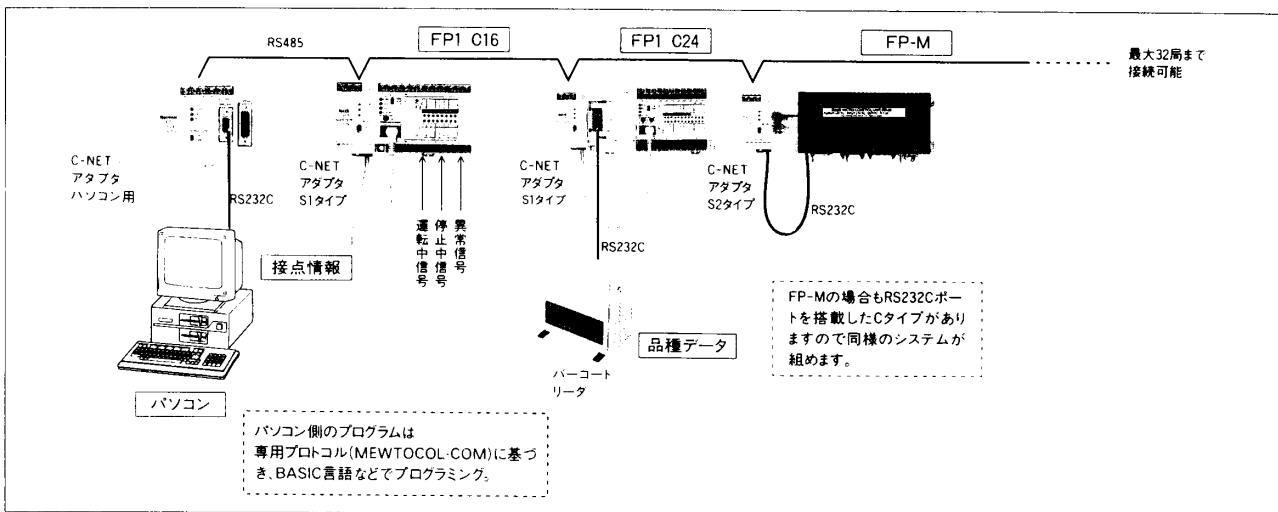 RS485
FP1 C16
FP1 C24
FP-M
最大32局まで
接続可能
C-NET
アダプタ
パソコン用
RS232C
C-NET
アダプタ
S1タイプ
運転中信号
停止中信号
異常信号
C-NET
アダプタ
S1タイプ
RS232C
C-NET
アダプタ
S2タイプ
RS232C
接点情報
パソコン
バーコート
リータ
品種データ
FP-Mの場合もRS232Cポー
トを搭載したCタイプがあり
ますので同様のシステムが
組めます。
パソコン側のプログラムは
専用プロトコル(MEWTOCOL-COM)に基づ
き、BASIC言語などでプログラミング。